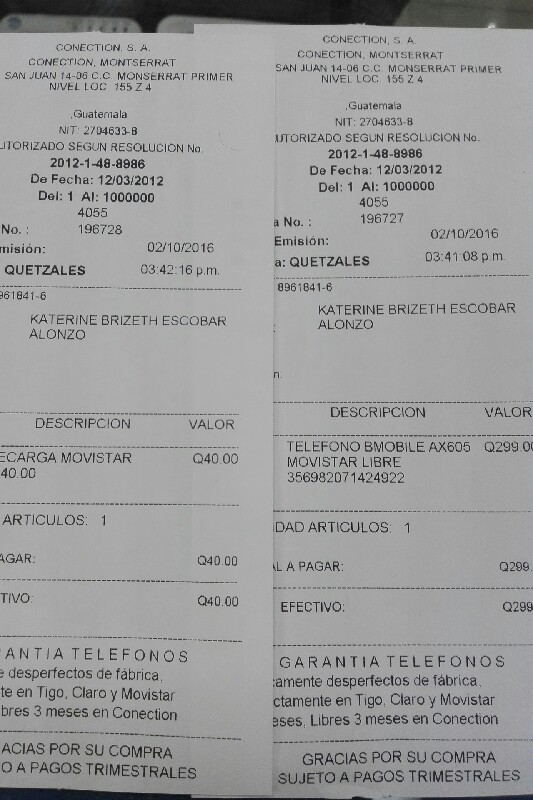 CONECTION, S. A.
CONECTION, MONTSERRAT
SAN JUAN 14-06 C.C. MONSERRAT PRIMER
NIVEL LOC. 155 Z 4
,Guatemala
NIT: 2704633-8
UTORIZADO SEGUN RESOLUCION No.
2012-1-48-8986
De Fecha: 12/03/2012
Del: 1 Al: 1000000
4055
No. : 196728
misión: 02/10/2016
QUETZALES 03:42:16 p.m.
961841-6
KATERINE BRIZETH ESCOBAR
ALONZO
DESCRIPCION VALOR
ECARGA MOVISTAR Q40.00
40.00
ARTICULOS: 1
AGAR: Q40.00
TIVO: Q40.00
ANTIA TELEFONOS
e desperfectos de fábrica,
te en Tigo, Claro y Movistar
bres 3 meses en Conection
ACIAS POR SU COMPRA
O A PAGOS TRIMESTRALES
CONECTION, S. A.
CONECTION, MONTSERRAT
SAN JUAN 14-06 C.C. MONSERRAT PRIMER
NIVEL LOC. 155 Z 4
,Guatemala
NIT: 2704633-8
UTORIZADO SEGUN RESOLUCION No.
2012-1-48-8986
De Fecha: 12/03/2012
Del: 1 Al: 1000000
4055
a No. : 196727
Emisión: 02/10/2016
a: QUETZALES 03:41:08 p.m.
8961841-6
KATERINE BRIZETH ESCOBAR
ALONZO
n:
DESCRIPCION VALOR
TELEFONO BMOBILE AX605 Q299.00
MOVISTAR LIBRE
356982071424922
DAD ARTICULOS: 1
AL A PAGAR: Q299.
EFECTIVO: Q299
GARANTIA TELEFONOS
camente desperfectos de fábrica,
ctamente en Tigo, Claro y Movistar
eses, Libres 3 meses en Conection
GRACIAS POR SU COMPRA
SUJETO A PAGOS TRIMESTRALES